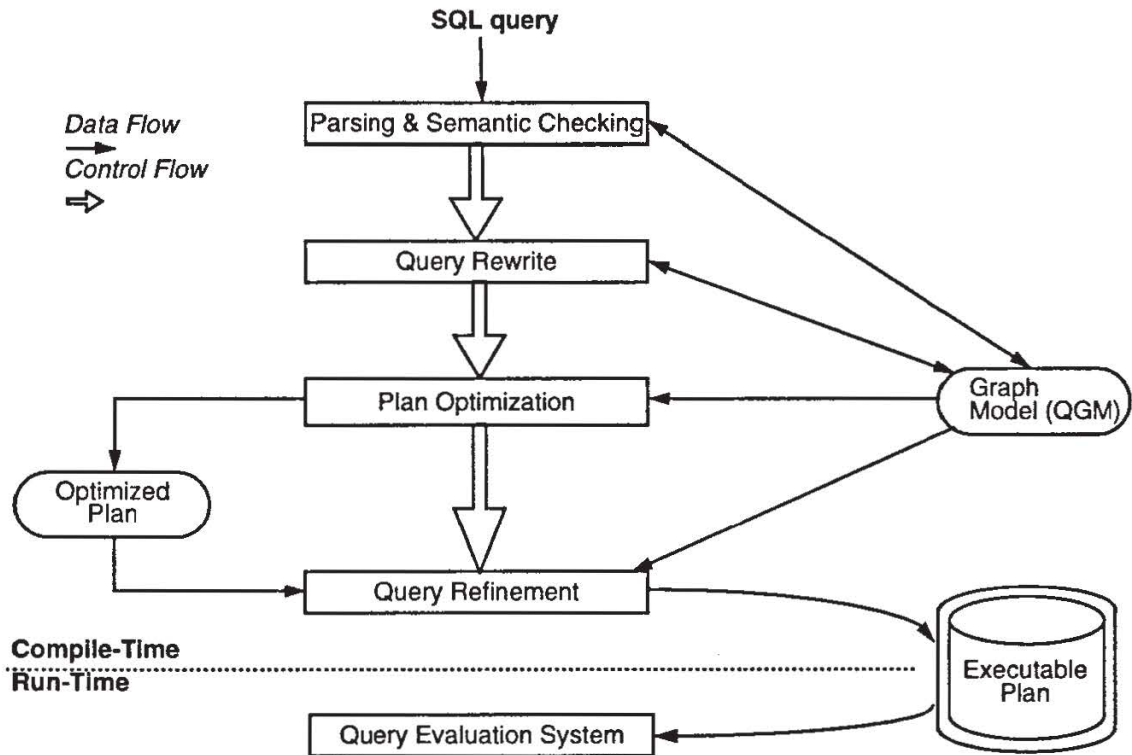 SQL query
Data Flow
Control Flow
Parsing & Semantic Checking
Query Rewrite
Plan Optimization
Graph
Model (QGM)
Optimized
Plan
Query Refinement
Compile-Time
Run-Time
Executable
Plan
Query Evaluation System